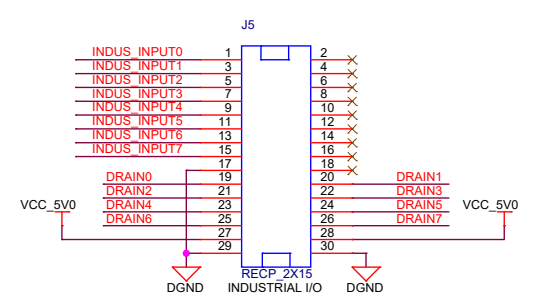 J5
INDUS_INPUT0 1 2
INDUS_INPUT1 3 4
INDUS_INPUT2 5 6
INDUS_INPUT3 7 8
INDUS_INPUT4 9 10
INDUS_INPUT5 11 12
INDUS_INPUT6 13 14
INDUS_INPUT7 15 16
17 18
DRAIN0 19 20 DRAIN1
DRAIN2 21 22 DRAIN3
VCC_5V0 DRAIN4 23 24 DRAIN5 VCC_5V0
DRAIN6 25 26 DRAIN7
27 28
29 30
RECP_2X15
DGND INDUSTRIAL I/O DGND